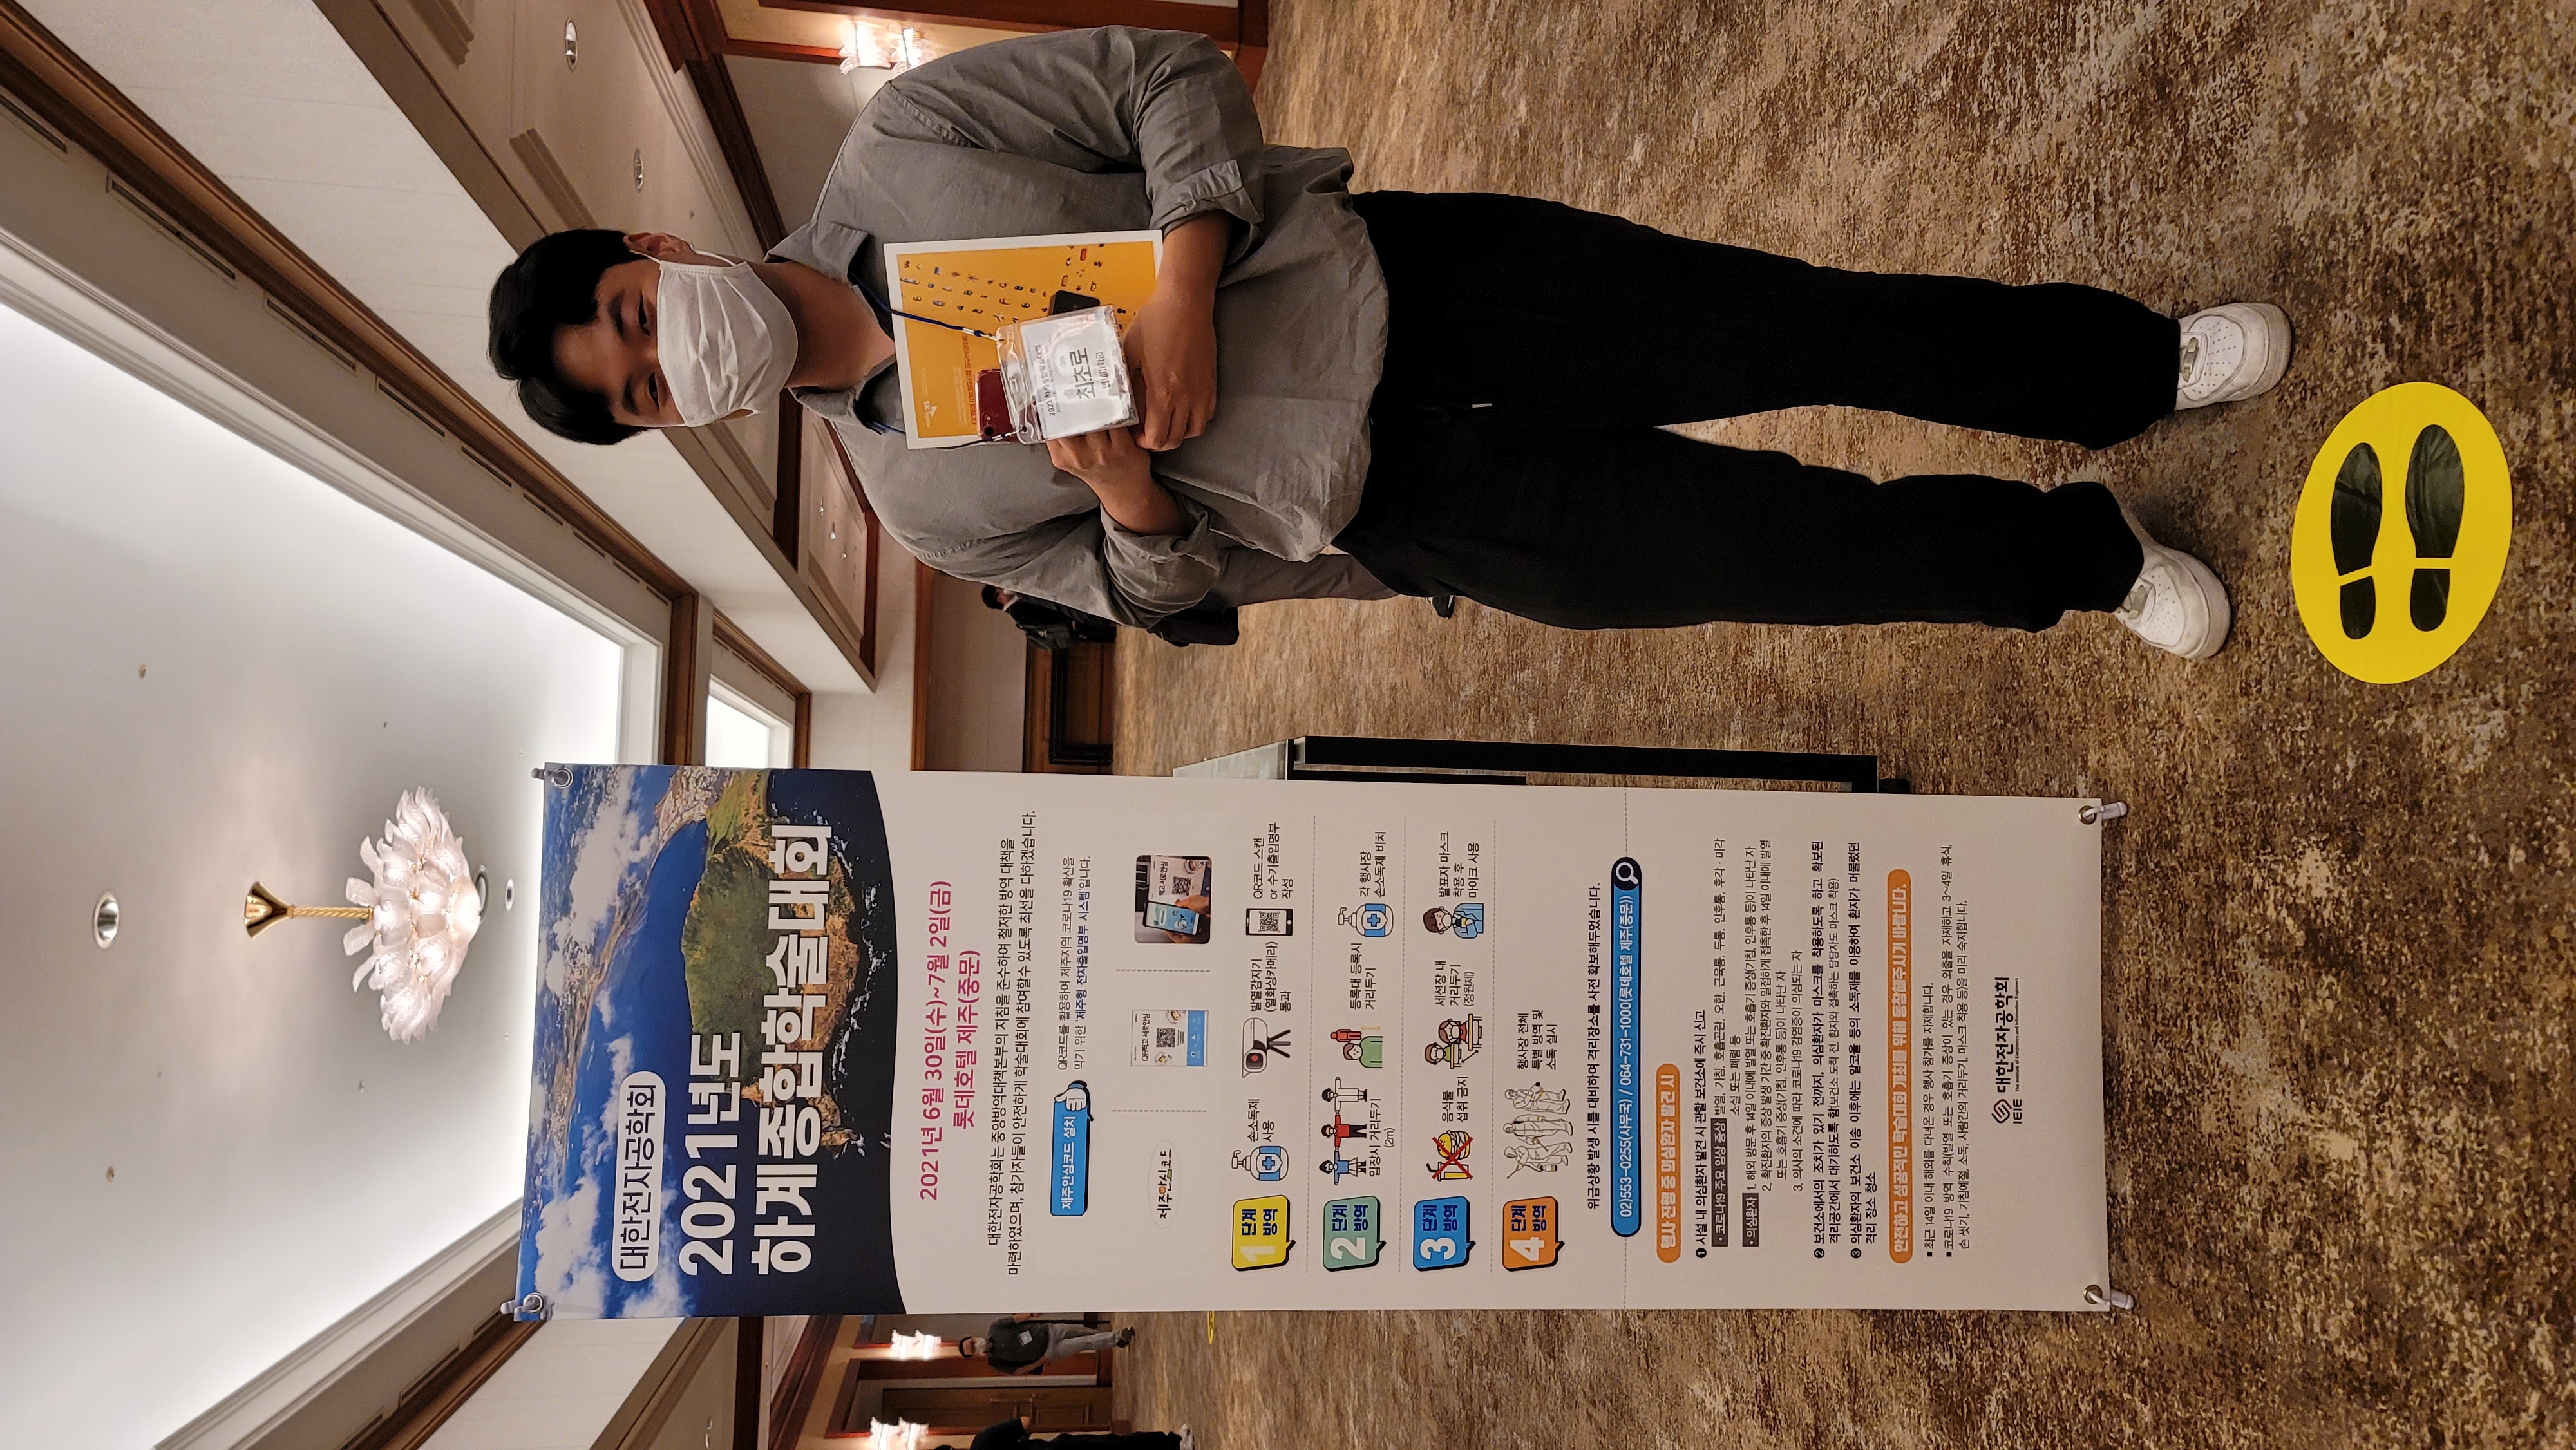 대한전자공학회
2021년도
하계종합학술대회
2021년 6월 30일(수)~7월 2일(금)
롯데호텔 제주(중문)
대한전자공학회는 중앙방역대책본부의 지침을 준수하여 철저한 방역 대책을
마련하였으며, 참가자들이 안전하게 학술대회에 참여할수 있도록 최선을 다하겠습니다.
제주안심코드 설치
QR코드를 활용하여 제주지역 코로나19 확산을
막기 위한 '제주형 전자출입명부 시스템'입니다.
제주안심코드
QR찍고 서로안심
찍고 서로안심
1 단계
방역
손소독제
사용
발열감지기
(열화상카메라)
통과
QR코드 스캔
or 수기출입명부
작성
2 단계
방역
입장시 거리두기
(2m)
등록대 등록시
거리두기
각 행사장
손소독제 비치
3 단계
방역
음식물
섭취 금지
세션장 내
거리두기
(정원제)
발표자 마스크
착용 후
마이크 사용
4 단계
방역
행사장 전체
특별 방역 및
소독 실시
위급상황 발생 시를 대비하여 격리장소를 사전 확보해두었습니다.
02)553-0255(사무국) / 064-731-1000(롯데호텔 제주(중문))
행사 진행 중 의심환자 발견 시
❶ 시설 내 의심환자 발견 시 관할 보건소에 즉시 신고
• 코로나19 주요 임상 증상 발열, 기침, 호흡곤란, 오한, 근육통, 두통, 인후통, 후각·미각
소실 또는 폐렴 등
• 의심환자 1. 해외 방문 후 14일 이내에 발열 또는 호흡기 증상(기침, 인후통 등)이 나타난 자
2. 확진환자의 증상 발생 기간 중 확진환자와 밀접하게 접촉한 후 14일 이내에 발열
또는 호흡기 증상(기침, 인후통 등)이 나타난 자
3. 의사의 소견에 따라 코로나19 감염증이 의심되는 자
❷ 보건소에서의 조치가 있기 전까지, 의심환자가 마스크를 착용하도록 하고 확보된
격리공간에서 대기하도록 함(보건소 도착 전, 환자와 접촉하는 담당자도 마스크 착용)
❸ 의심환자의 보건소 이송 이후에는 알코올 등의 소독제를 이용하여 환자가 머물렀던
격리 장소 청소
안전하고 성공적인 학술대회 개최를 위해 동참해주시기 바랍니다.
■ 최근 14일 이내 해외를 다녀온 경우 행사 참가를 자제합니다.
■ 코로나19 방역 수칙(발열 또는 호흡기 증상이 있는 경우 외출을 자제하고 3~4일 휴식,
손 씻기, 기침예절, 소독, 사람간의 거리두기, 마스크 착용 등)을 미리 숙지합니다.
IEIE 대한전자공학회
The Institute of Electronics and Information Engineers
2021 하계종합학술대회
최초로
연세대학교